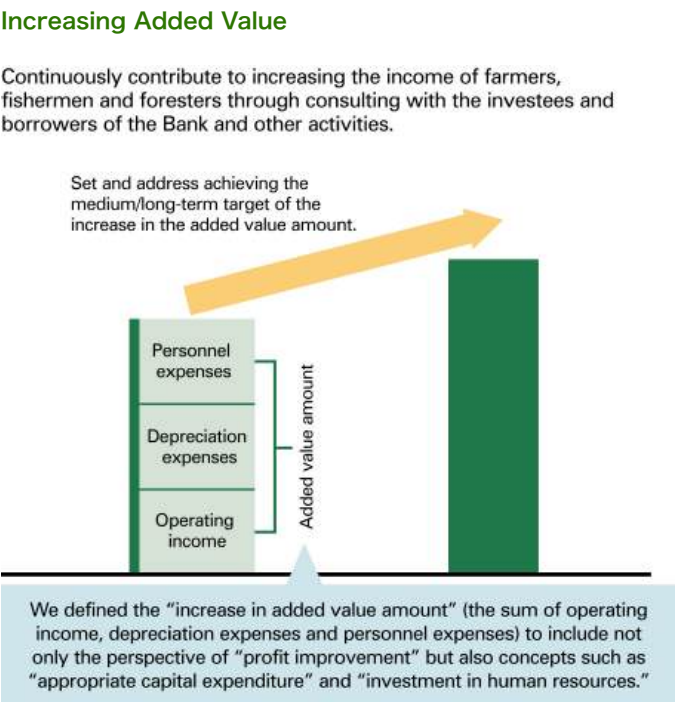 Increasing Added Value
Continuously contribute to increasing the income of farmers,
fishermen and foresters through consulting with the investees and
borrowers of the Bank and other activities.
Set and address achieving the
medium/long-term target of the
increase in the added value amount.
Personnel
expenses
Depreciation
expenses
Operating
income
Added value amount
We defined the “increase in added value amount” (the sum of operating
income, depreciation expenses and personnel expenses) to include not
only the perspective of “profit improvement” but also concepts such as
“appropriate capital expenditure” and “investment in human resources.”